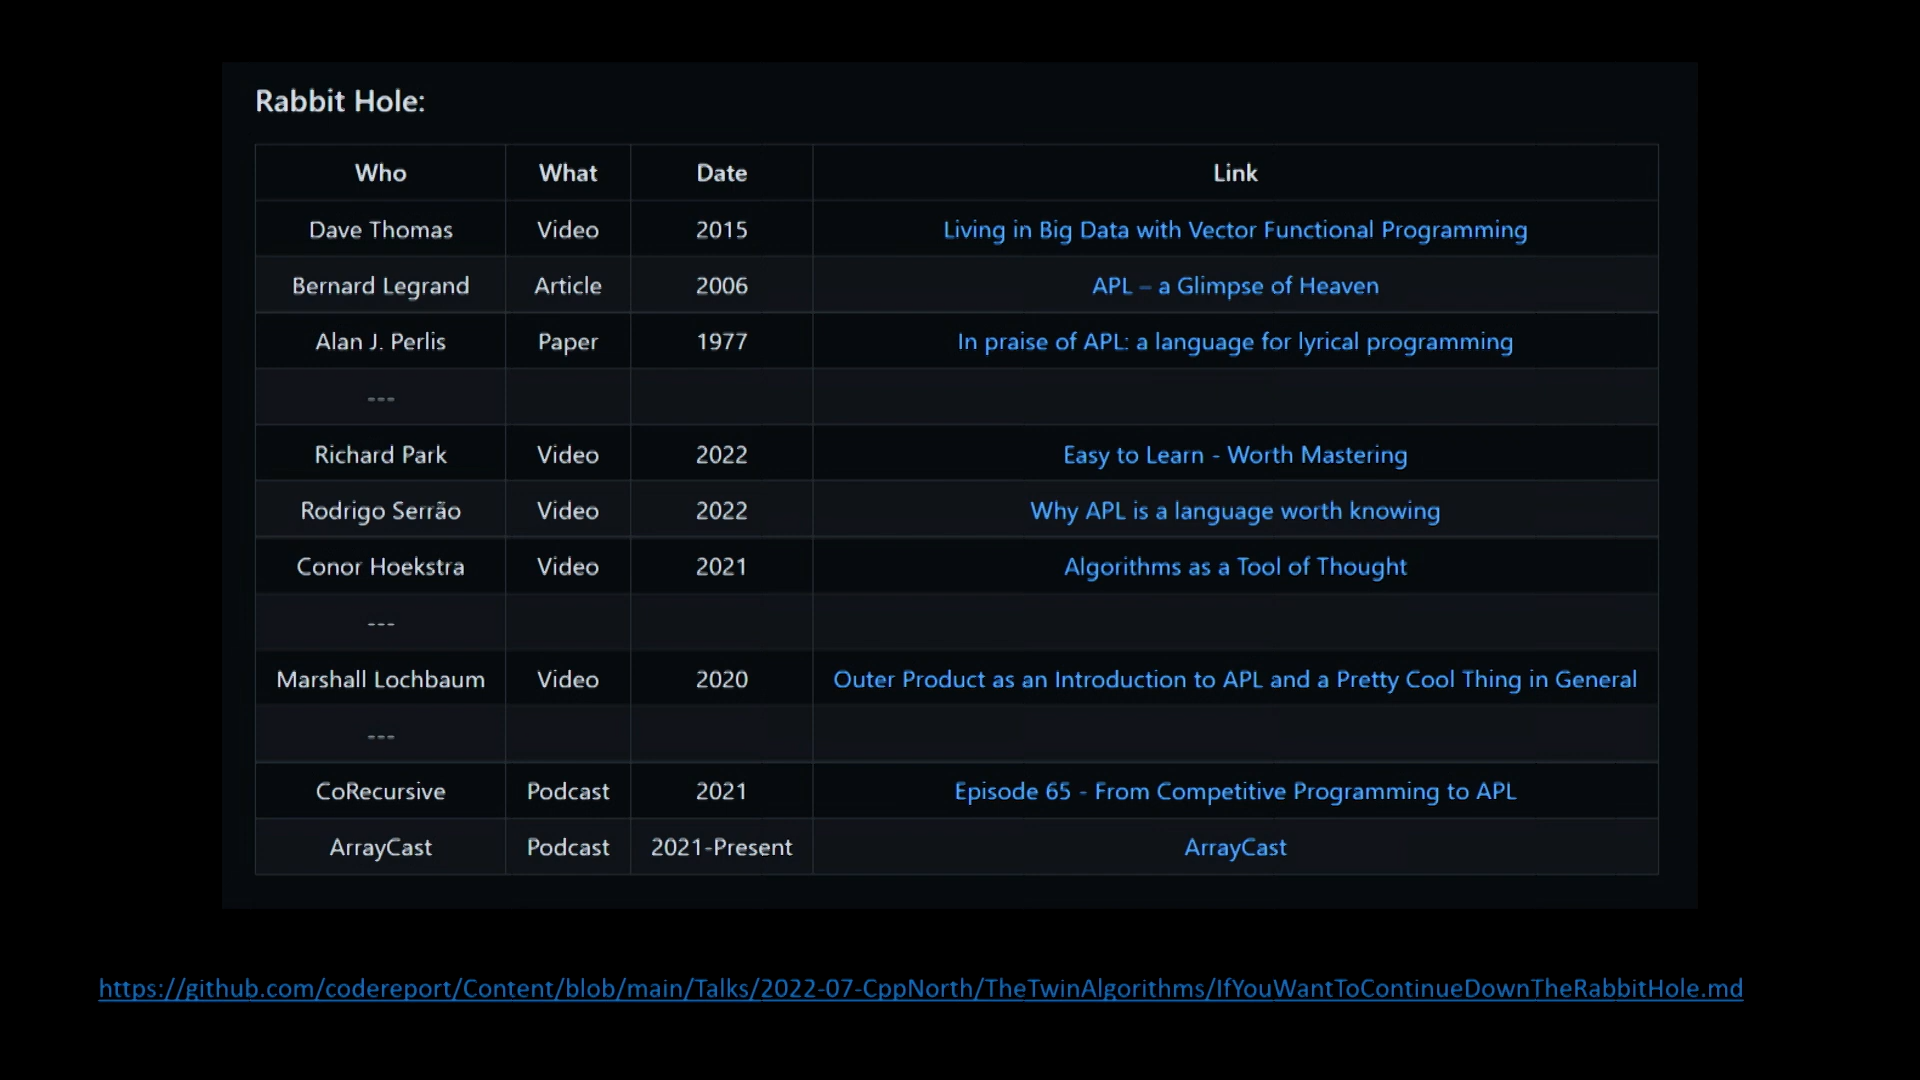 Rabbit Hole:
Who What Date Link
Dave Thomas Video 2015 Living in Big Data with Vector Functional Programming
Bernard Legrand Article 2006 APL – a Glimpse of Heaven
Alan J. Perlis Paper 1977 In praise of APL: a language for lyrical programming
---
Richard Park Video 2022 Easy to Learn - Worth Mastering
Rodrigo Serrão Video 2022 Why APL is a language worth knowing
Conor Hoekstra Video 2021 Algorithms as a Tool of Thought
---
Marshall Lochbaum Video 2020 Outer Product as an Introduction to APL and a Pretty Cool Thing in General
---
CoRecursive Podcast 2021 Episode 65 - From Competitive Programming to APL
ArrayCast Podcast 2021-Present ArrayCast
https://github.com/codereport/Content/blob/main/Talks/2022-07-CppNorth/TheTwinAlgorithms/IfYouWantToContinueDownTheRabbitHole.md